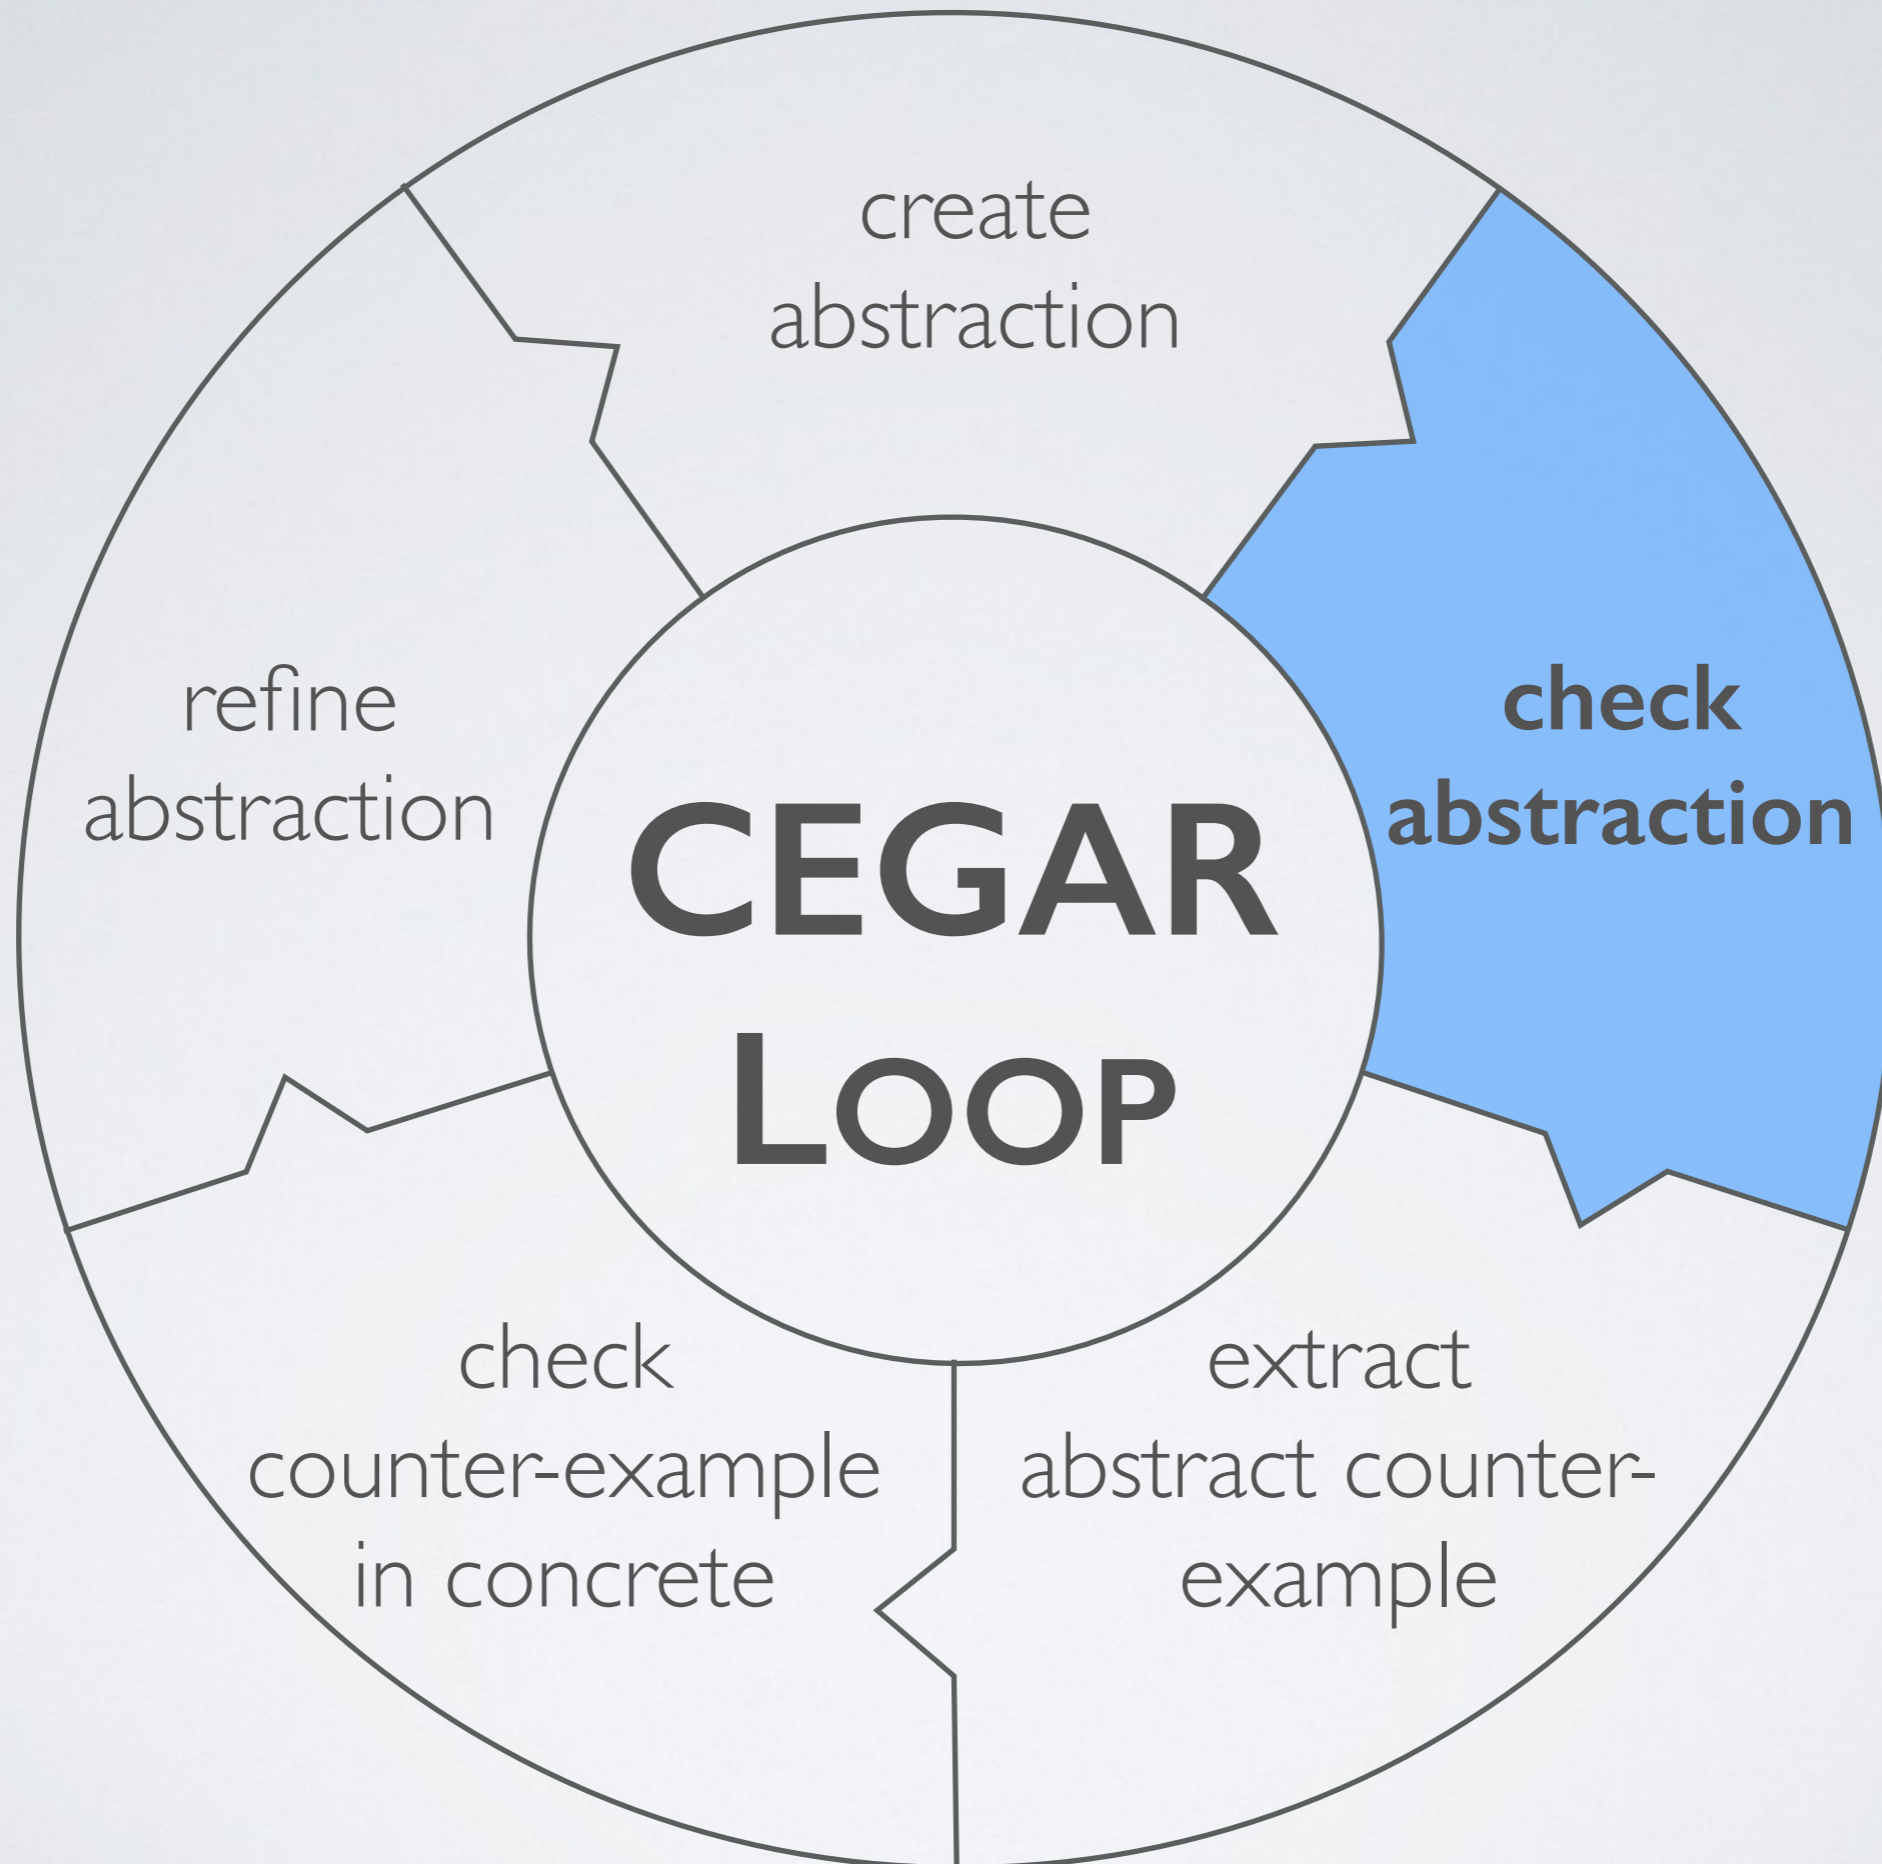 create
abstraction
check
abstraction
extract
abstract counter-
example
check
counter-example
in concrete
refine
abstraction
CEGAR
LOOP